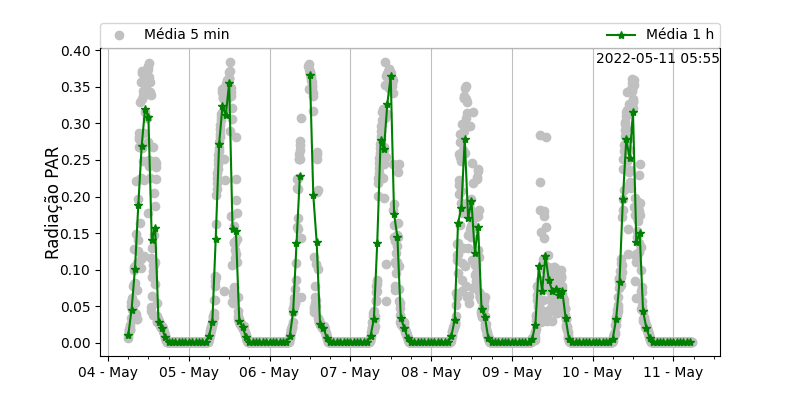 Média 5 min
Média 1 h
2022-05-11 05:55
Radiação PAR
0.40
0.35
0.30
0.25
0.20
0.15
0.10
0.05
0.00
04 - May
05 - May
06 - May
07 - May
08 - May
09 - May
10 - May
11 - May